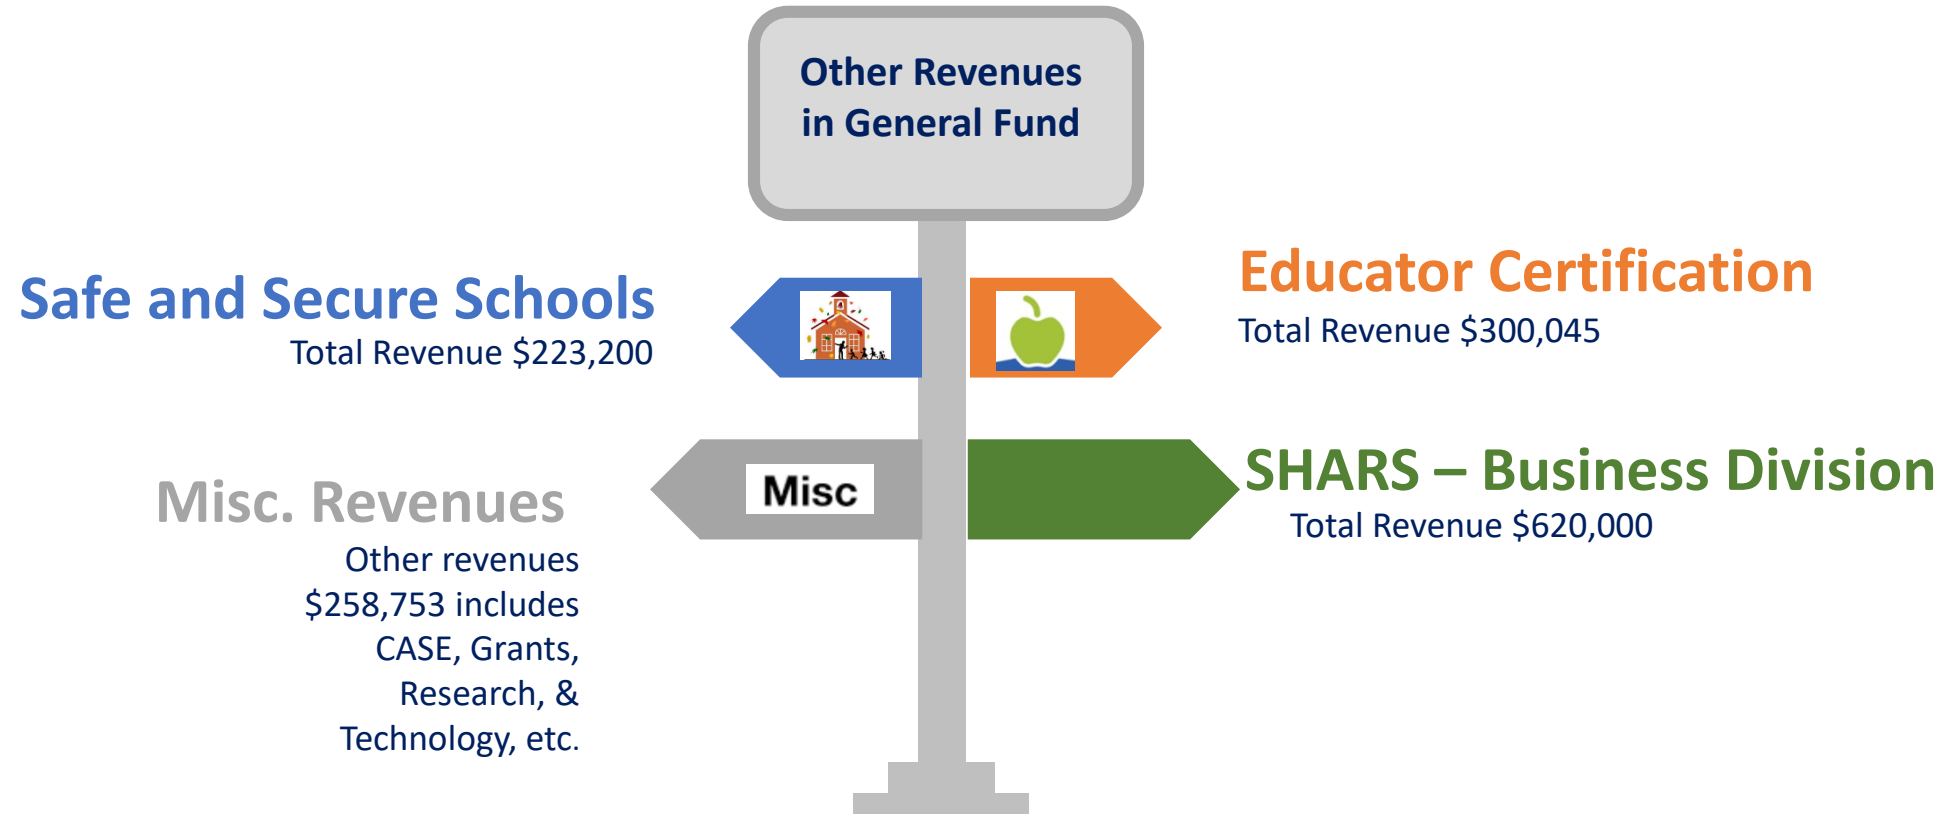 Other Revenues
in General Fund
Safe and Secure Schools
Total Revenue $223,200
Educator Certification
Total Revenue $300,045
Misc. Revenues
Other revenues
$258,753 includes
CASE, Grants,
Research, &
Technology, etc.
Misc
SHARS – Business Division
Total Revenue $620,000